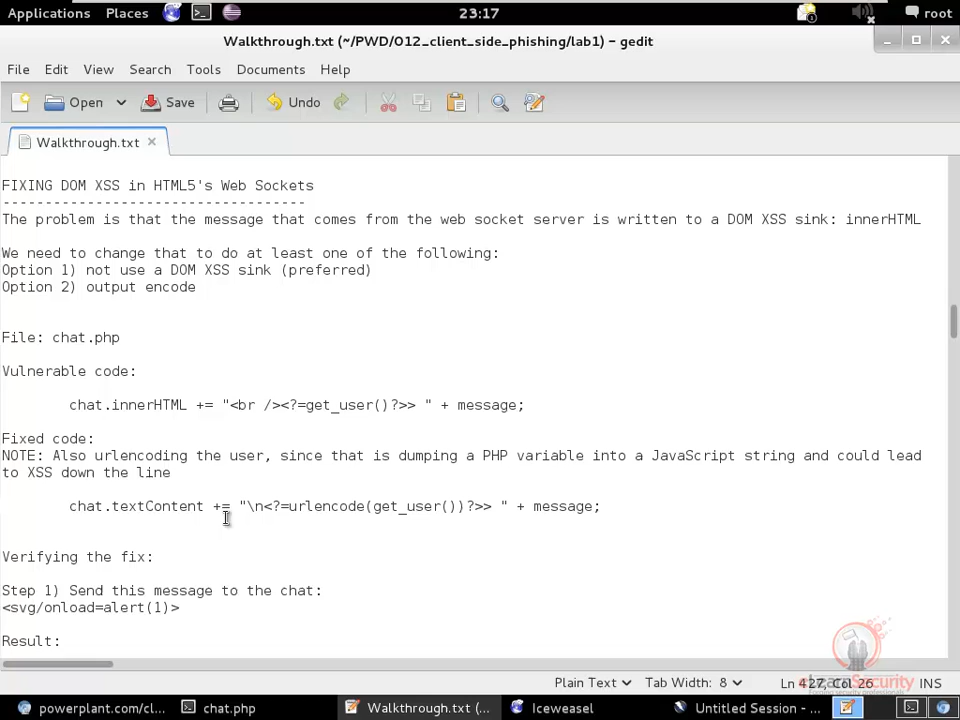 Applications Places 23:17 root
Walkthrough.txt (~/PWD/012_client_side_phishing/lab1) - gedit
File Edit View Search Tools Documents Help
Open Save Undo
Walkthrough.txt
FIXING DOM XSS in HTML5's Web Sockets
------------------------------------
The problem is that the message that comes from the web socket server is written to a DOM XSS sink: innerHTML
We need to change that to do at least one of the following:
Option 1) not use a DOM XSS sink (preferred)
Option 2) output encode
File: chat.php
Vulnerable code:
chat.innerHTML += "<br /><?=get_user()?>> " + message;
Fixed code:
NOTE: Also urlencoding the user, since that is dumping a PHP variable into a JavaScript string and could lead
to XSS down the line
chat.textContent += "\n<?=urlencode(get_user())?>> " + message;
Verifying the fix:
Step 1) Send this message to the chat:
<svg/onload=alert(1)>
Result:
Plain Text Tab Width: 8 Ln 427, Col 26 INS
eLearnSecurity
Forging security professionals
powerplant.com/cl... chat.php Walkthrough.txt (... Iceweasel Untitled Session - ...